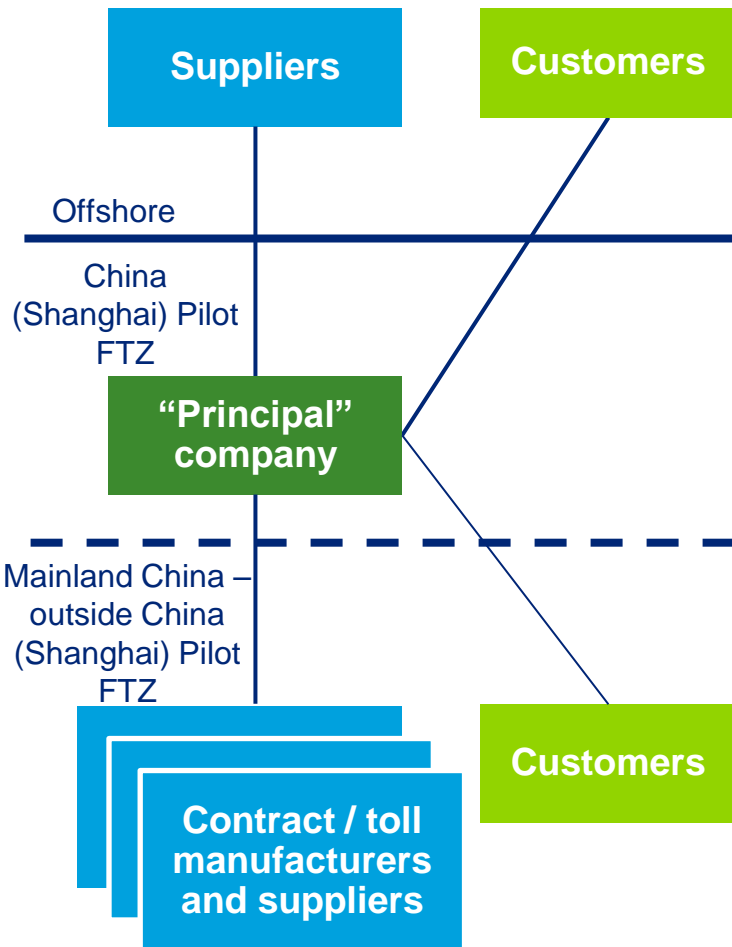 Suppliers
Customers
Offshore
China
(Shanghai) Pilot
FTZ
“Principal”
company
Mainland China –
outside China
(Shanghai) Pilot
FTZ
Customers
Contract / toll
manufacturers
and suppliers